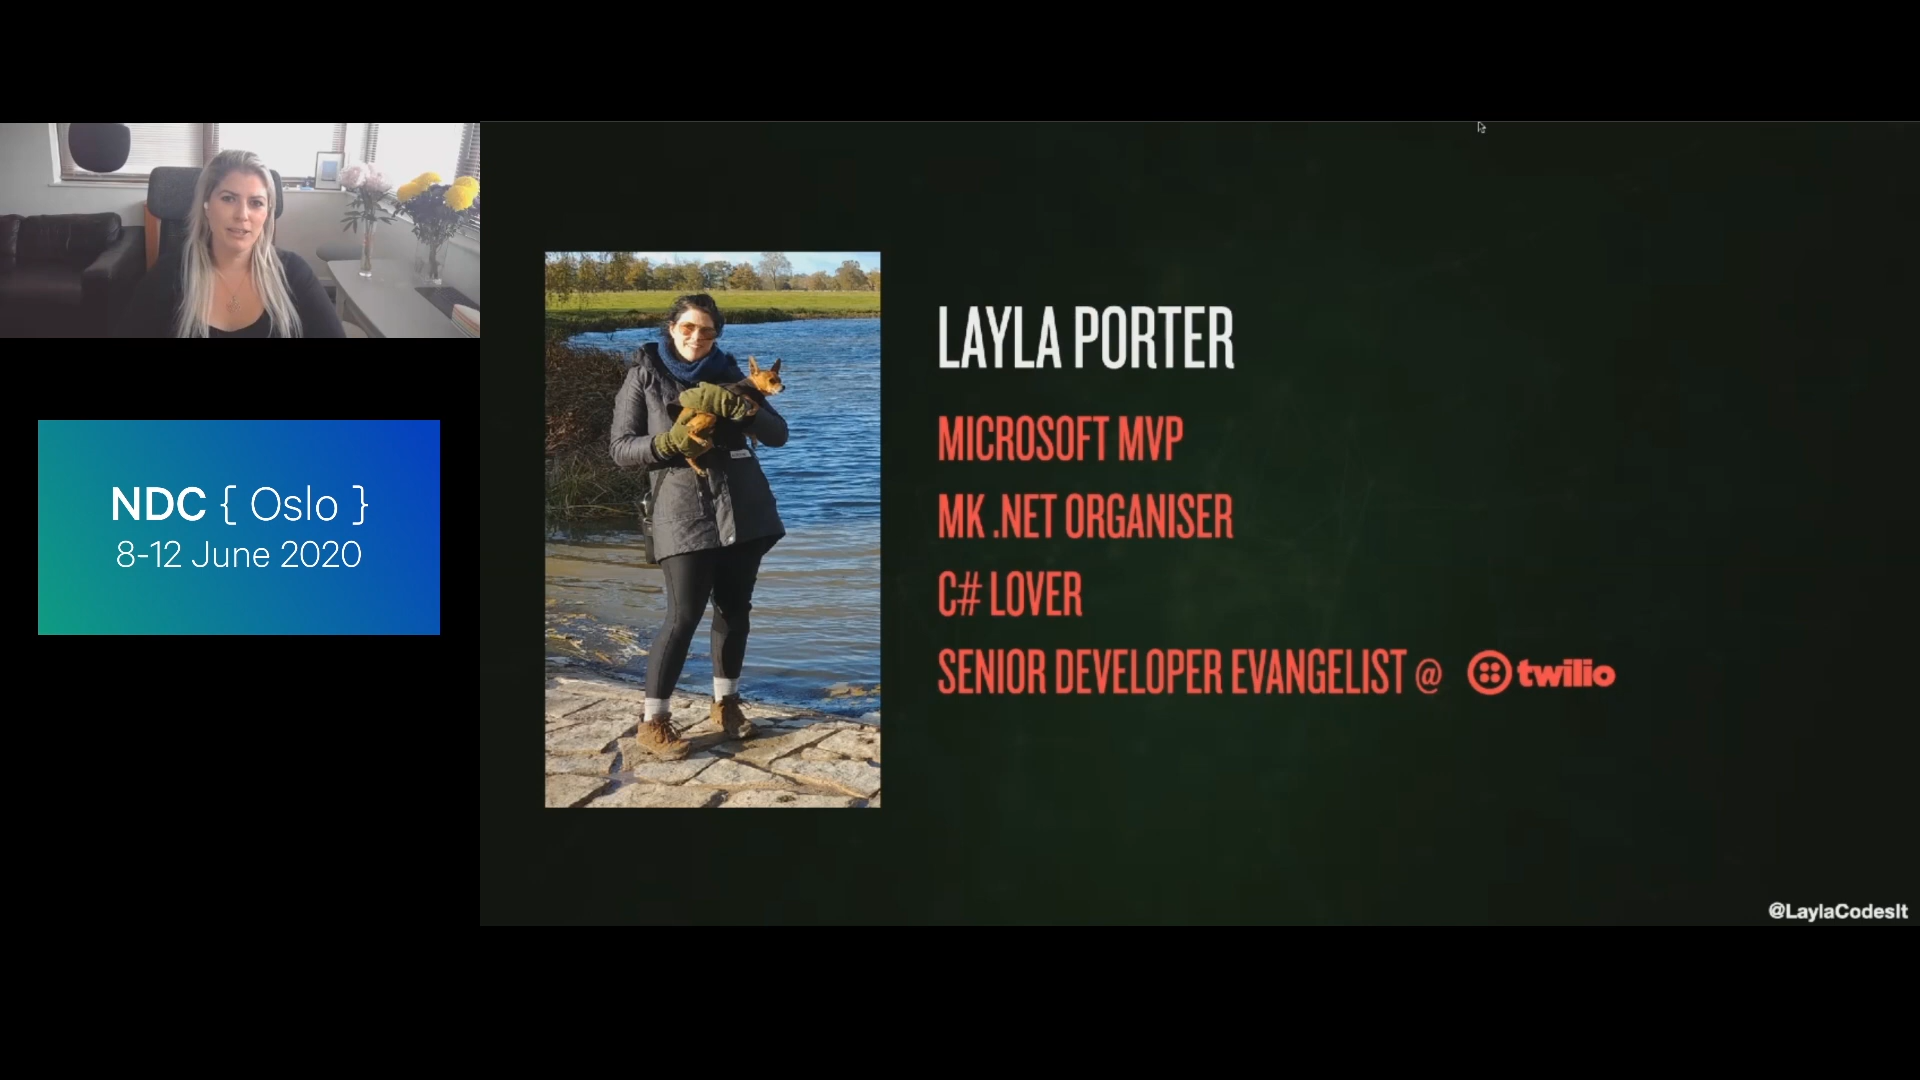 NDC { Oslo }
8-12 June 2020
LAYLA PORTER
MICROSOFT MVP
MK .NET ORGANISER
C# LOVER
SENIOR DEVELOPER EVANGELIST @ twilio
@LaylaCodesIt